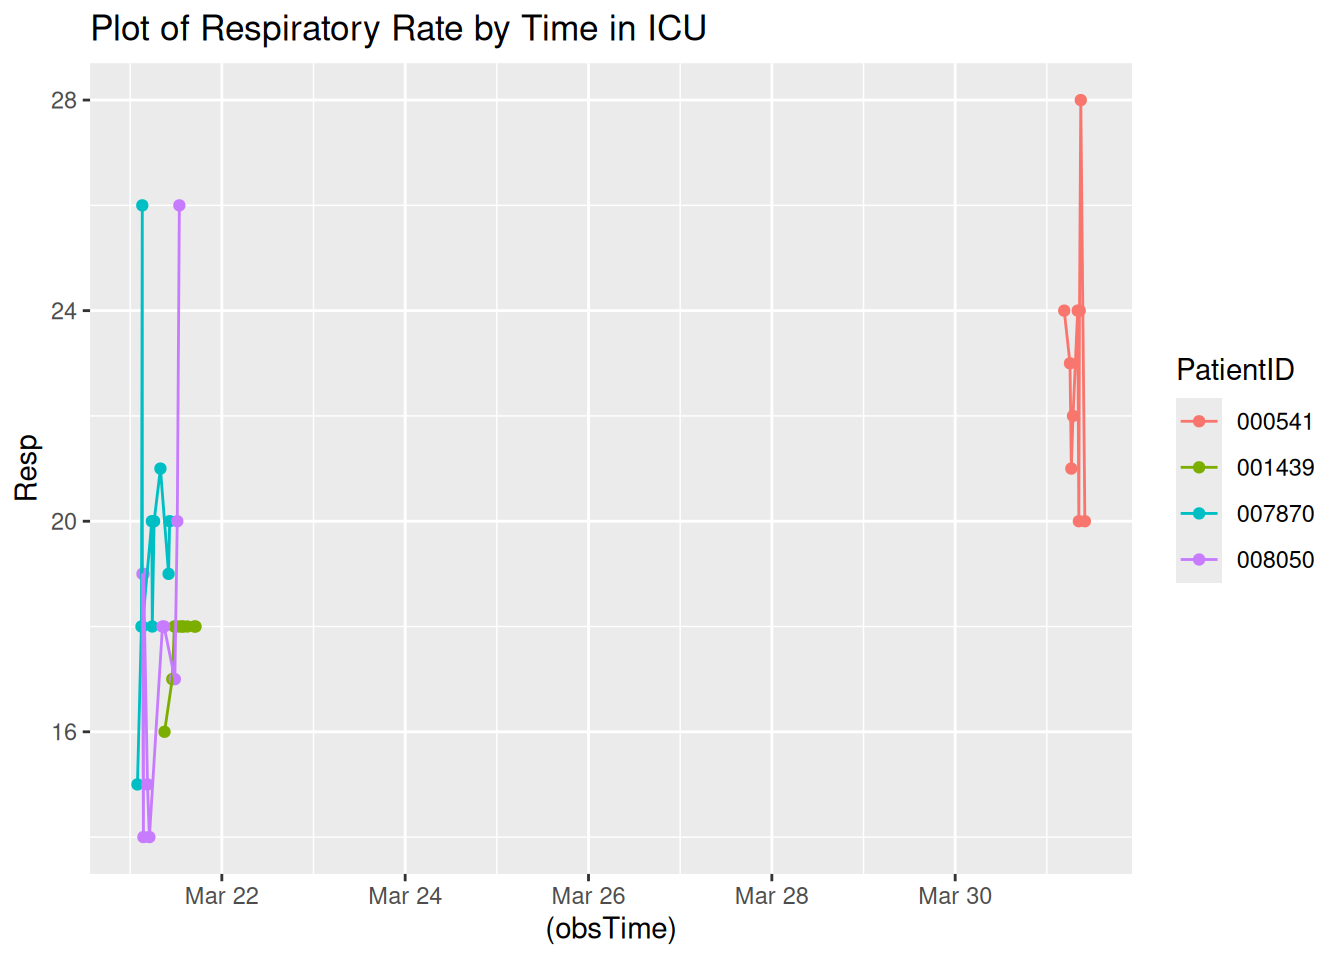 Plot of Respiratory Rate by Time in ICU
28
24
20
16
Resp
Mar 22 Mar 24 Mar 26 Mar 28 Mar 30
(obsTime)
PatientID
000541
001439
007870
008050